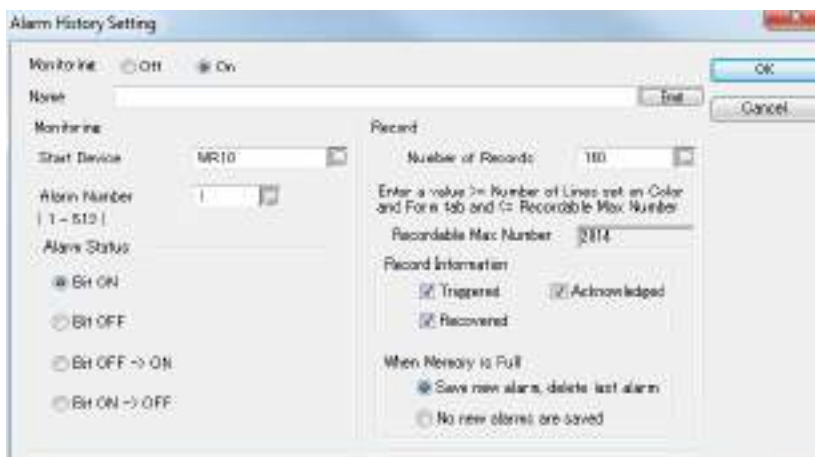 Alarm History Setting
Monitoring Off On
OK
Name
Cancel
Monitoring
Start Device MR10
Alarm Number 1
Alarm Status
Bit ON
Bit OFF
Bit OFF -> ON
Bit ON -> OFF
Record
Number of Records
Enter a value >= Number of Lines set on Color
and Form tab and <= Recordable Max Number
Recordable Max Number
Record Information
Triggered Acknowledged
Recovered
When Memory is Full
Save new alarm, delete last alarm
No new alarms are saved